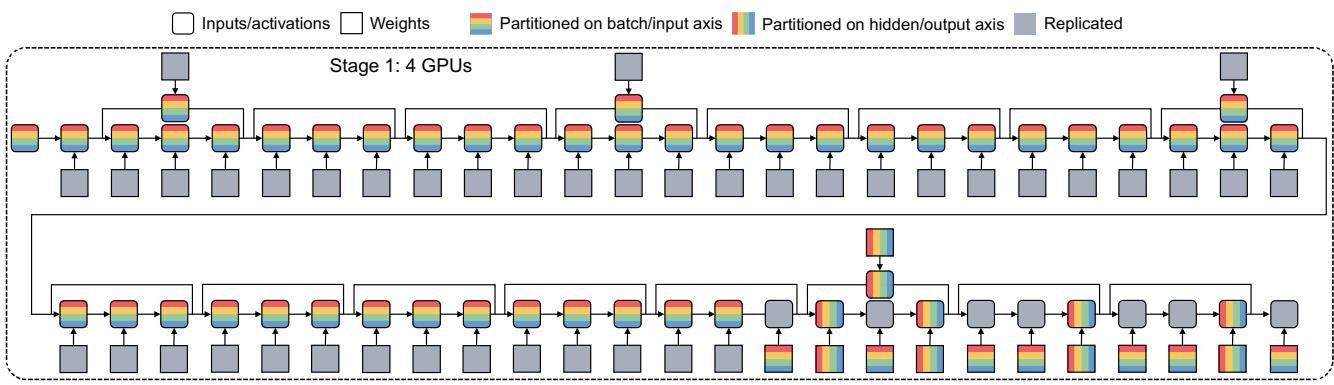 Inputs/activations Weights Partitioned on batch/input axis Partitioned on hidden/output axis Replicated
Stage 1: 4 GPUs